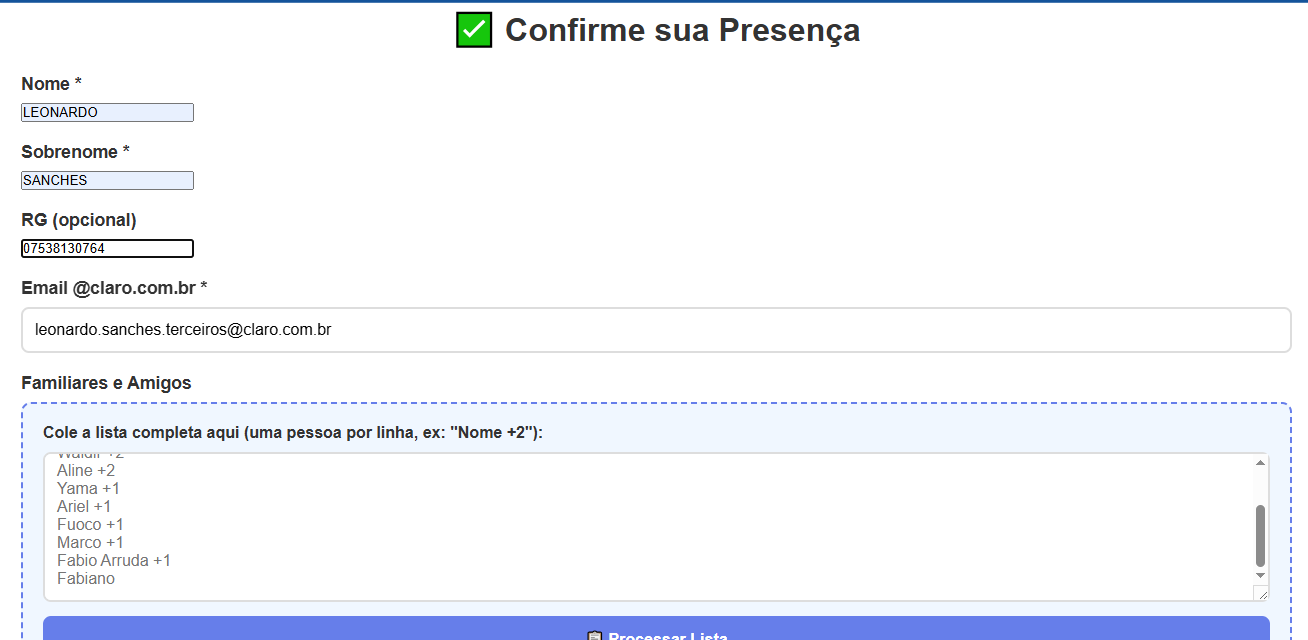 Confirme sua Presença
Nome *
LEONARDO
Sobrenome *
SANCHES
RG (opcional)
07538130764
Email @claro.com.br *
leonardo.sanches.terceiros@claro.com.br
Familiares e Amigos
Cole a lista completa aqui (uma pessoa por linha, ex: "Nome +2"):
Waldir +2
Aline +2
Yama +1
Ariel +1
Fuoco +1
Marco +1
Fabio Arruda +1
Fabiano
Processar Lista